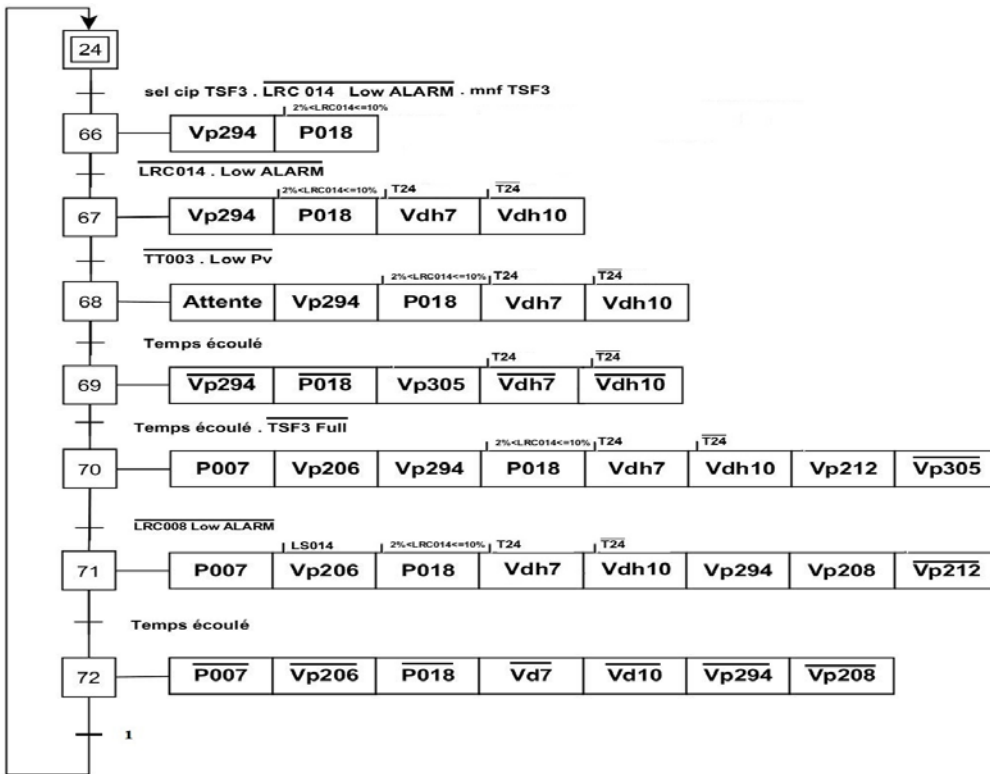 24
sel cip TSF3 . LRC 014 Low ALARM . mnf TSF3
2%<LRC014<=10%
66 Vp294 P018
LRC014 . Low ALARM
2%<LRC014<=10% T24 T24
67 Vp294 P018 Vdh7 Vdh10
TT003 . Low Pv
2%<LRC014<=10% T24 T24
68 Attente Vp294 P018 Vdh7 Vdh10
Temps écoulé
T24 T24
69 Vp294 P018 Vp305 Vdh7 Vdh10
Temps écoulé . TSF3 Full
2%<LRC014<=10% T24 T24
70 P007 Vp206 Vp294 P018 Vdh7 Vdh10 Vp212 Vp305
LRC008 Low ALARM
LS014 2%<LRC014<=10% T24 T24
71 P007 Vp206 P018 Vdh7 Vdh10 Vp294 Vp208 Vp212
Temps écoulé
72 P007 Vp206 P018 Vd7 Vd10 Vp294 Vp208
1